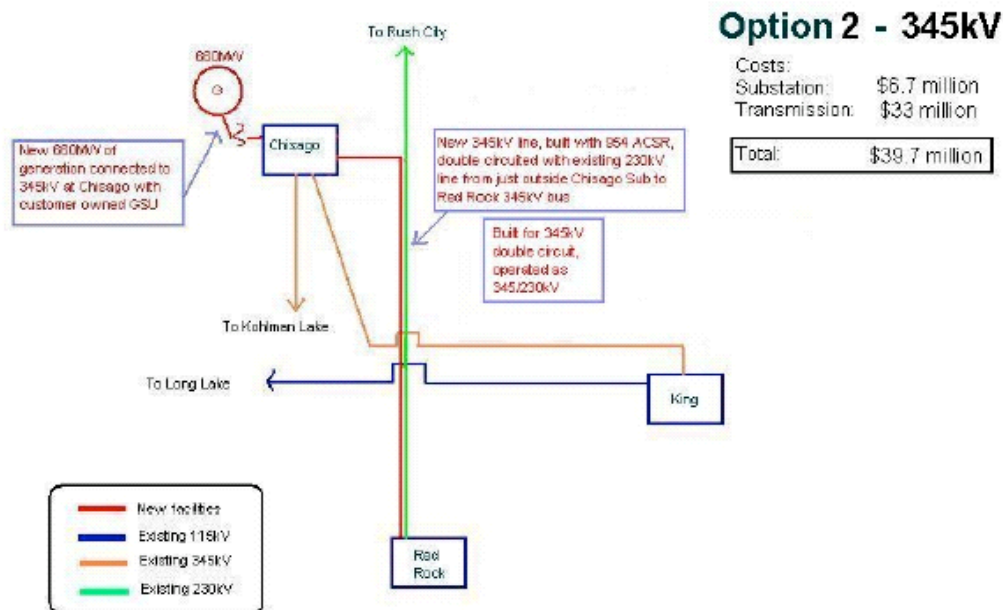 Option 2 - 345kV
Costs:
Substation: $6.7 million
Transmission: $33 million
Total: $39.7 million
To Rush City
660MW
Chisago
New 660MW of
generation connected to
345kV at Chisago with
customer owned GSU
New 345kV line, built with 954 ACSR,
double circuited with existing 230kV
line from just outside Chisago Sub to
Red Rock 345kV bus
Built for 345kV
double circuit,
operated as
345/230kV
To Kohlman Lake
To Long Lake
King
New facilities
Existing 115kV
Existing 345kV
Existing 230kV
Red
Rock